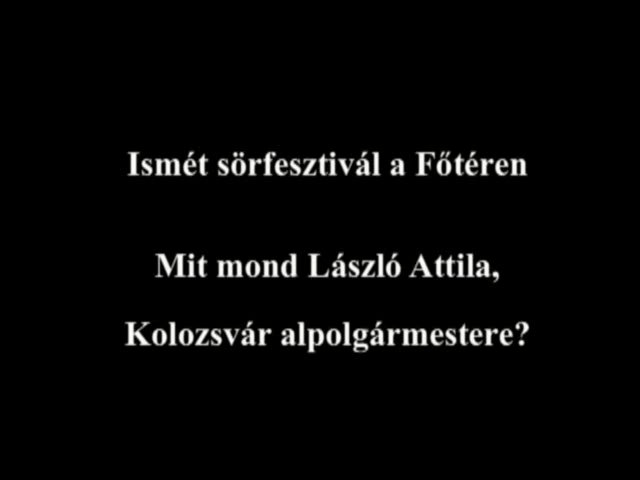 Ismét sörfesztivál a Főtéren
Mit mond László Attila,
Kolozsvár alpolgármestere?